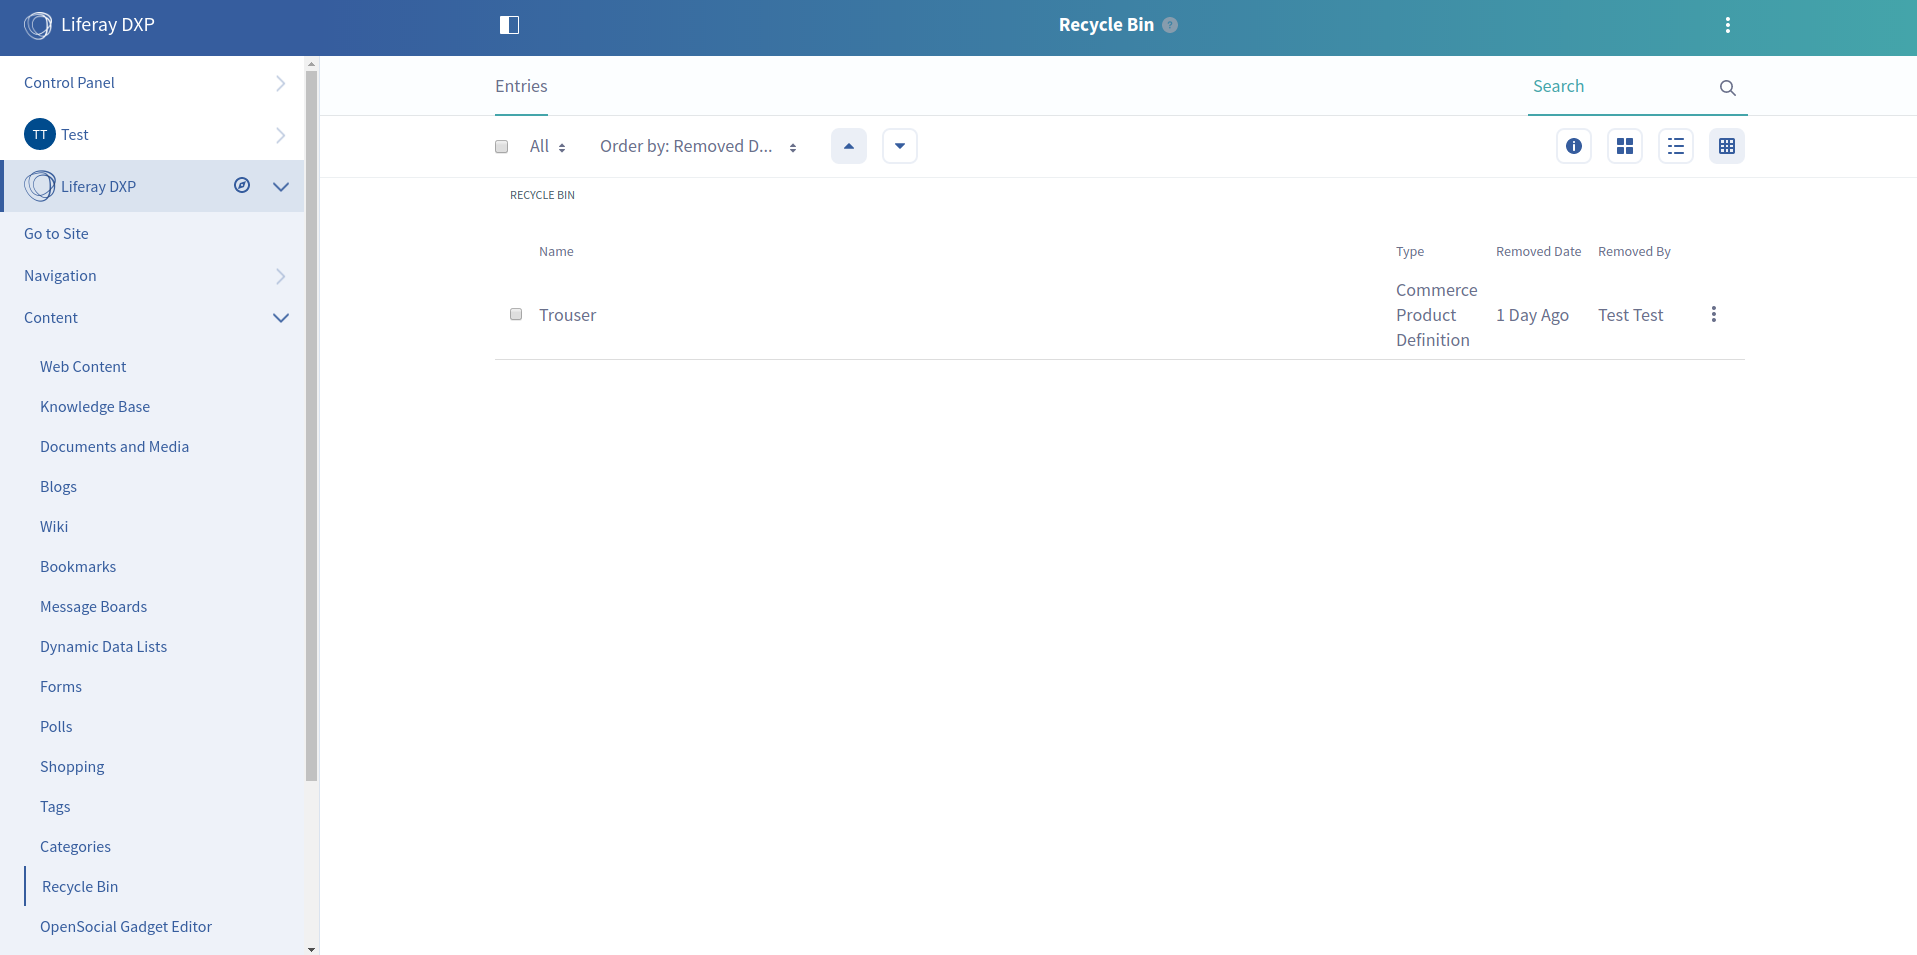 Liferay DXP
Recycle Bin ?
Control Panel
TT Test
Liferay DXP
Go to Site
Navigation
Content
Web Content
Knowledge Base
Documents and Media
Blogs
Wiki
Bookmarks
Message Boards
Dynamic Data Lists
Forms
Polls
Shopping
Tags
Categories
Recycle Bin
OpenSocial Gadget Editor
Entries
Search
All
Order by: Removed D...
RECYCLE BIN
Name Type Removed Date Removed By
Trouser
Commerce
Product
Definition
1 Day Ago
Test Test